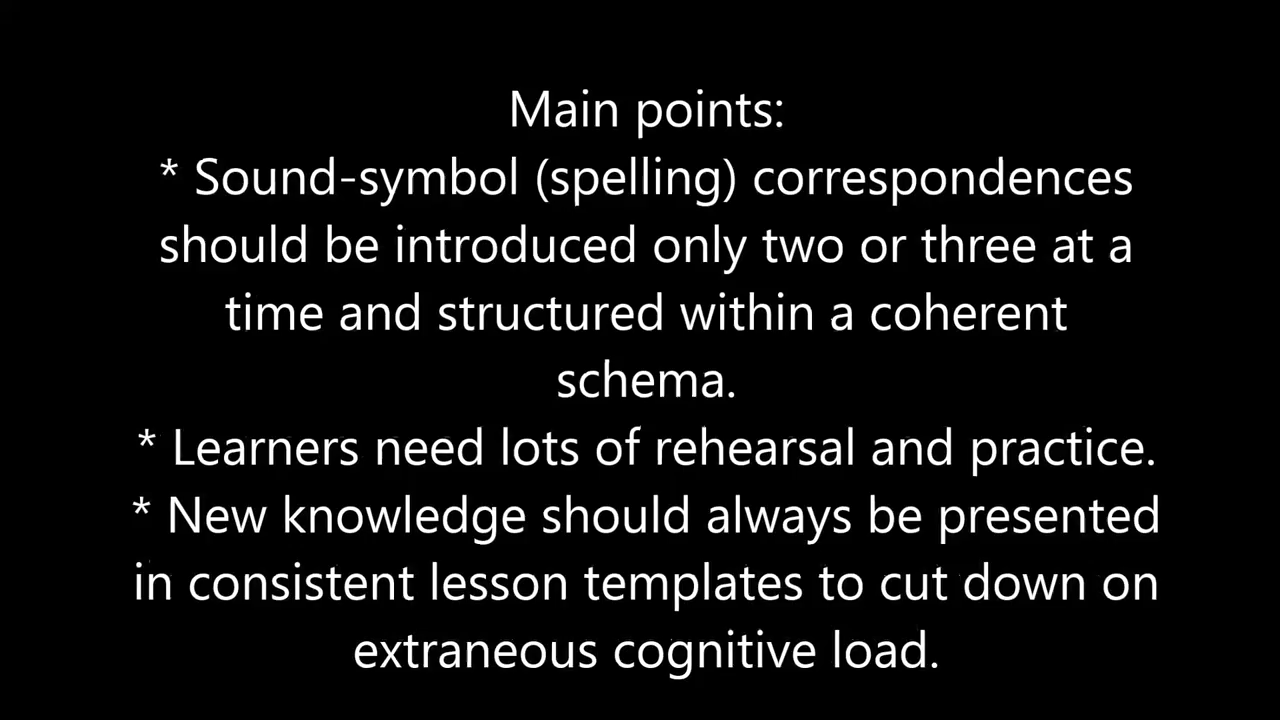 Main points:
* Sound-symbol (spelling) correspondences
should be introduced only two or three at a
time and structured within a coherent
schema.
* Learners need lots of rehearsal and practice.
* New knowledge should always be presented
in consistent lesson templates to cut down on
extraneous cognitive load.